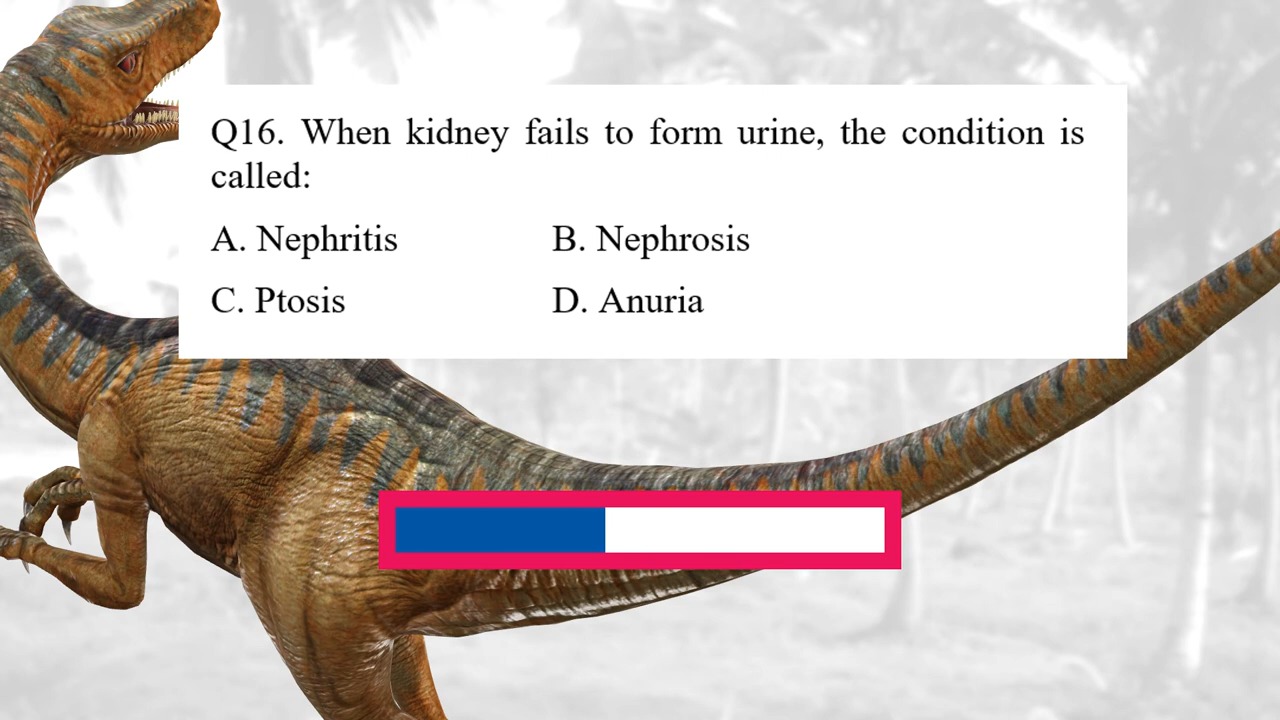 Q16. When kidney fails to form urine, the condition is
called:
A. Nephritis B. Nephrosis
C. Ptosis D. Anuria